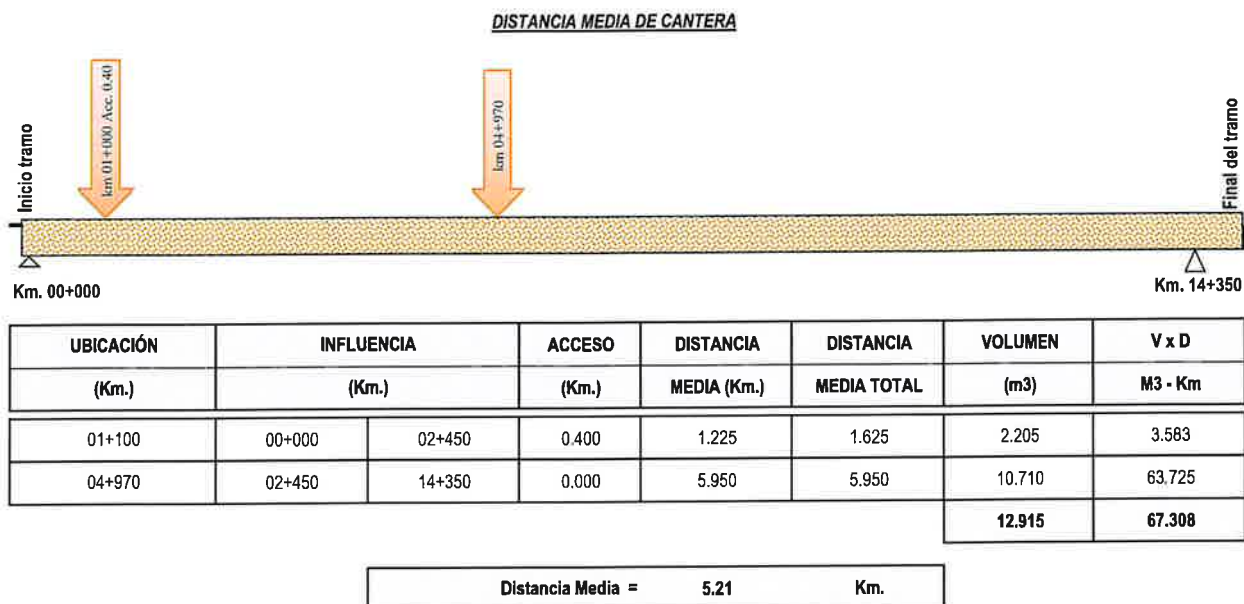 DISTANCIA MEDIA DE CANTERA
Inicio tramo
km 01+000 Acc. 0.40
km 04+970
Final del tramo
Km. 00+000
Km. 14+350
UBICACIÓN INFLUENCIA ACCESO DISTANCIA DISTANCIA VOLUMEN V x D
(Km.) (Km.) (Km.) MEDIA (Km.) MEDIA TOTAL (m3) M3 - Km
01+100 00+000 02+450 0.400 1.225 1.625 2.205 3.583
04+970 02+450 14+350 0.000 5.950 5.950 10.710 63.725
12.915 67.308
Distancia Media = 5.21 Km.